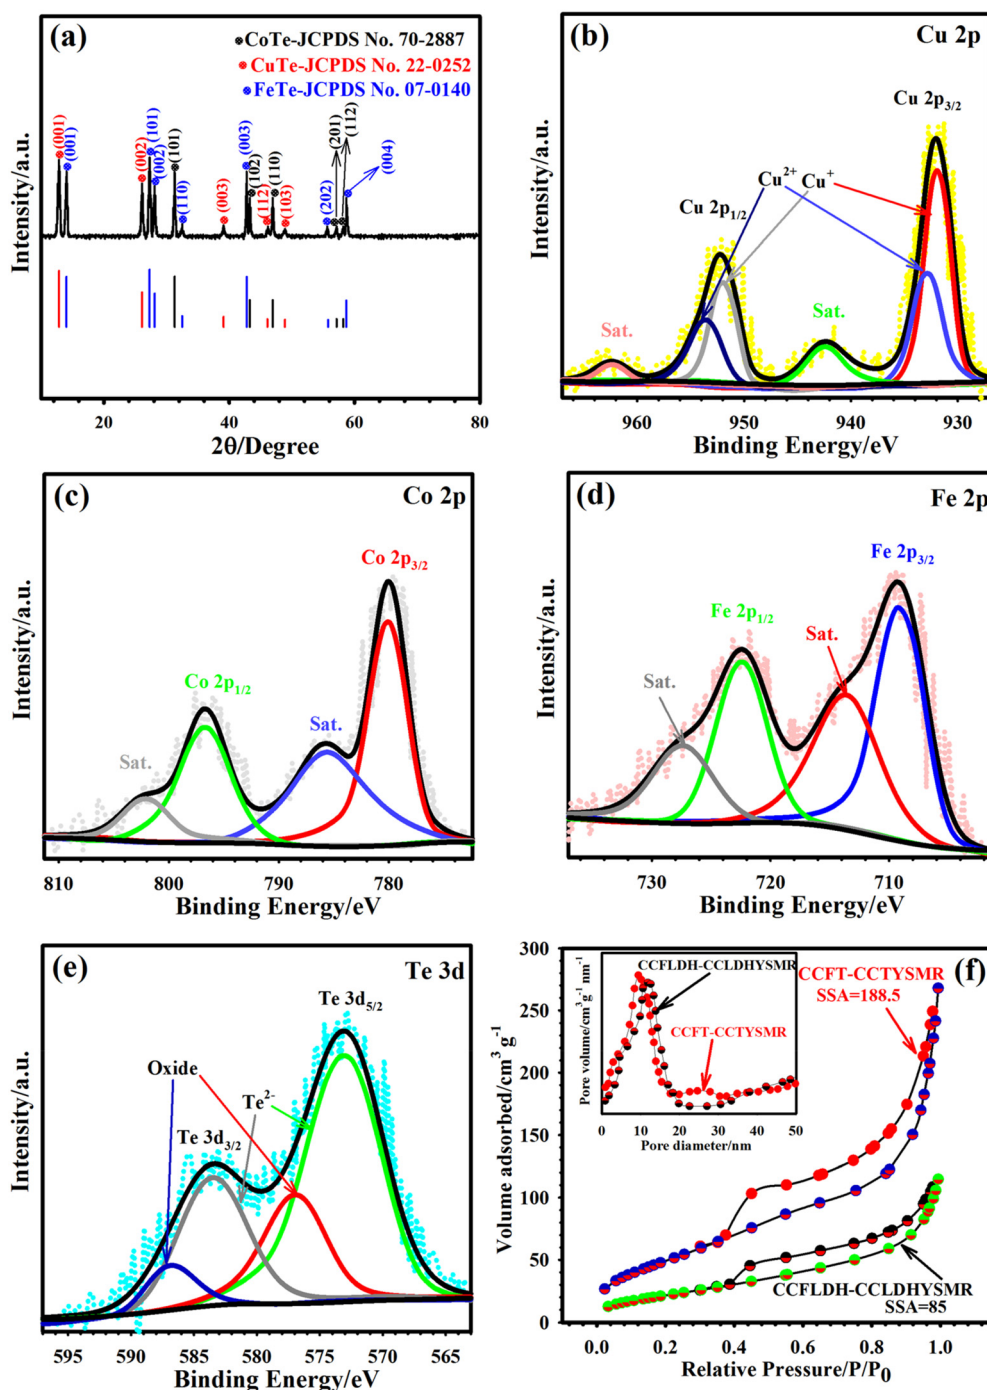 (a)
CoTe-JCPDS No. 70-2887
CuTe-JCPDS No. 22-0252
FeTe-JCPDS No. 07-0140
(001)
(001)
(002)
(101)
(002)
(110)
(101)
(003)
(003)
(102)
(112)
(110)
(103)
(202)
(201)
(112)
(004)
Intensity/a.u.
20
40
60
80
2θ/Degree
(b)
Cu 2p
Cu 2p3/2
Cu²⁺
Cu⁺
Cu 2p1/2
Sat.
Sat.
Intensity/a.u.
960
950
940
930
Binding Energy/eV
(c)
Co 2p
Co 2p3/2
Co 2p1/2
Sat.
Sat.
Intensity/a.u.
810
800
790
780
Binding Energy/eV
(d)
Fe 2p
Fe 2p3/2
Fe 2p1/2
Sat.
Sat.
Intensity/a.u.
730
720
710
Binding Energy/eV
(e)
Te 3d
Te 3d5/2
Oxide
Te²⁻
Te 3d3/2
Intensity/a.u.
595
585
575
570
563
Binding Energy/eV
(f)
300
250
200
150
100
50
0
Volume adsorbed/cm³ g⁻¹
CCFLDH-CCLDHYSMR
CCFT-CCTYSMR
Pore volume/cm³g⁻¹ nm⁻¹
0 10 20 30 40 50
Pore diameter/nm
CCFT-CCTYSMR
SSA=188.5
CCFLDH-CCLDHYSMR
SSA=85
0.0 0.2 0.4 0.6 0.8 1.0
Relative Pressure/P/P0